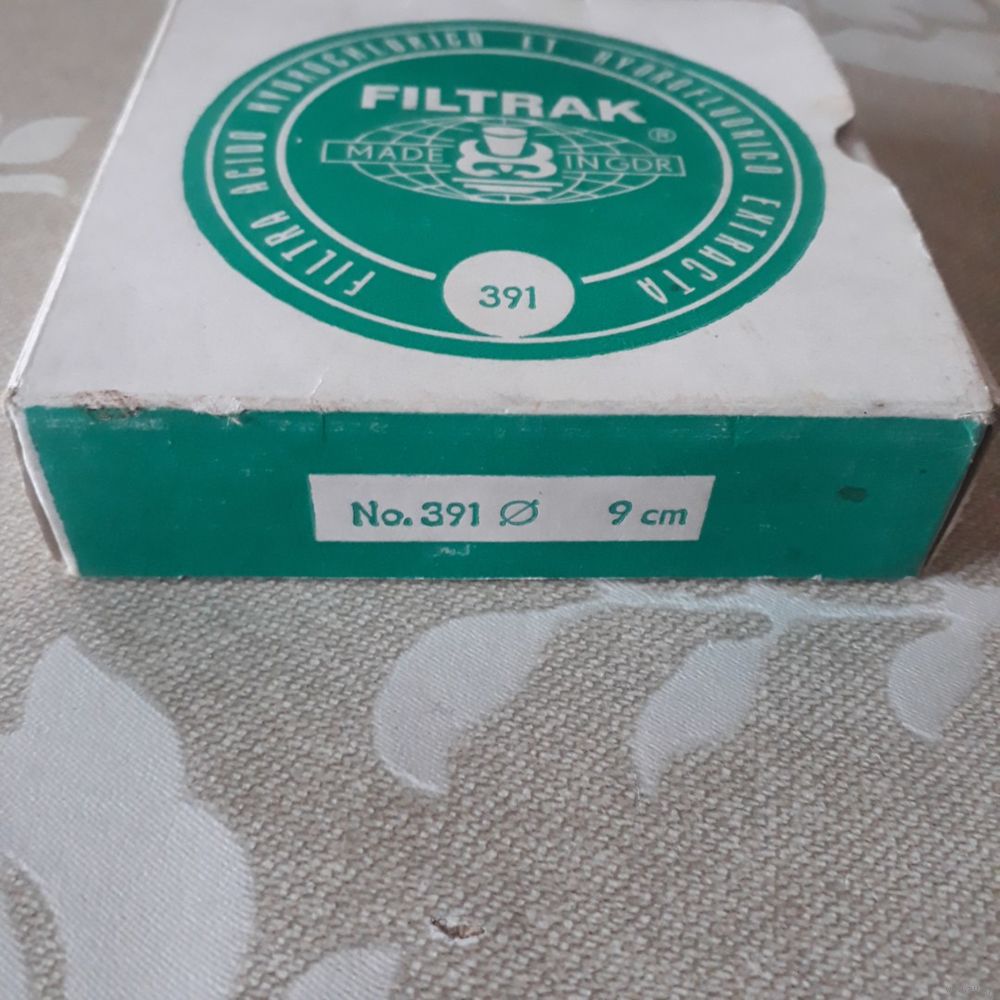 FILTRA ACIDO HYDROCHLORICO ET HYDROFLUORICO EXTRACTA
FILTRAK
®
MADE IN GDR
391
No. 391 Ø 9 cm